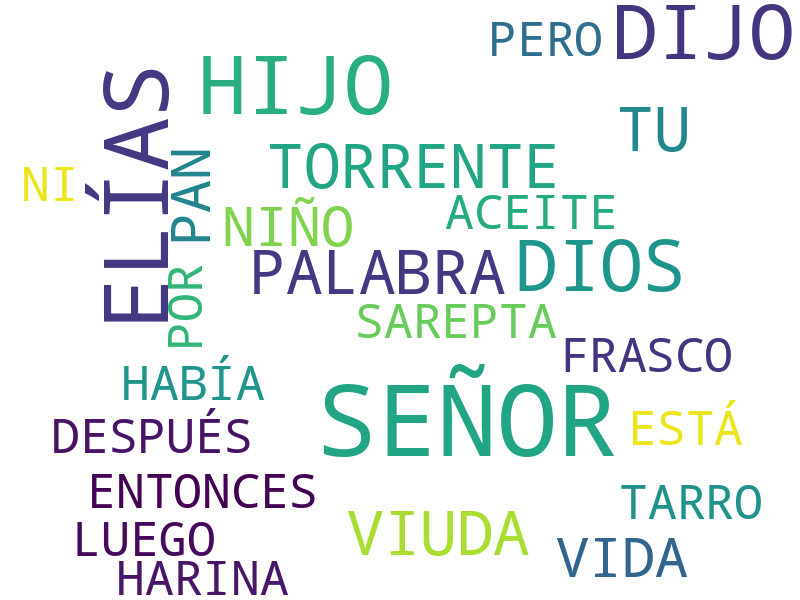 PERO
DIJO
HIJO
ELÍAS
TU
TORRENTE
PAN
NI
ACEITE
NIÑO
DIOS
PALABRA
POR
SAREPTA
FRASCO
HABÍA
SEÑOR
ESTÁ
DESPUÉS
ENTONCES
TARRO
VIUDA
LUEGO
VIDA
HARINA